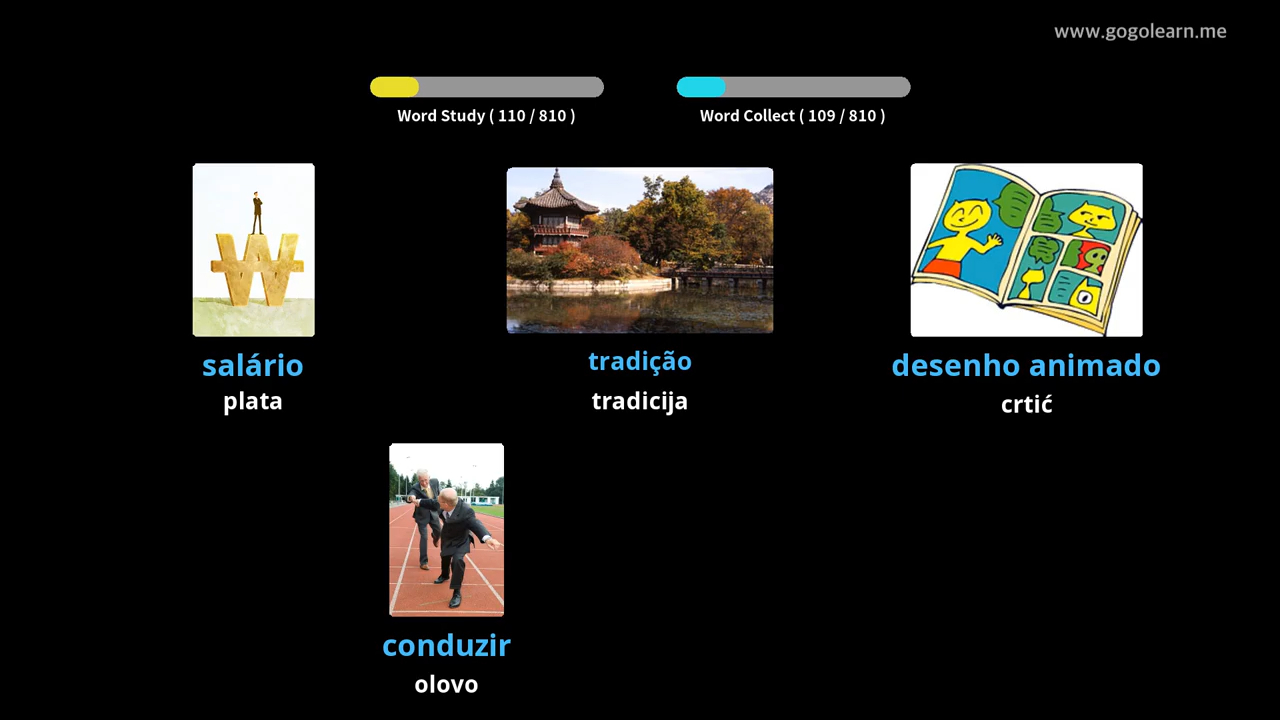 www.gogolearn.me
Word Study ( 110 / 810 )
Word Collect ( 109 / 810 )
salário
plata
tradição
tradicija
desenho animado
crtić
conduzir
olovo